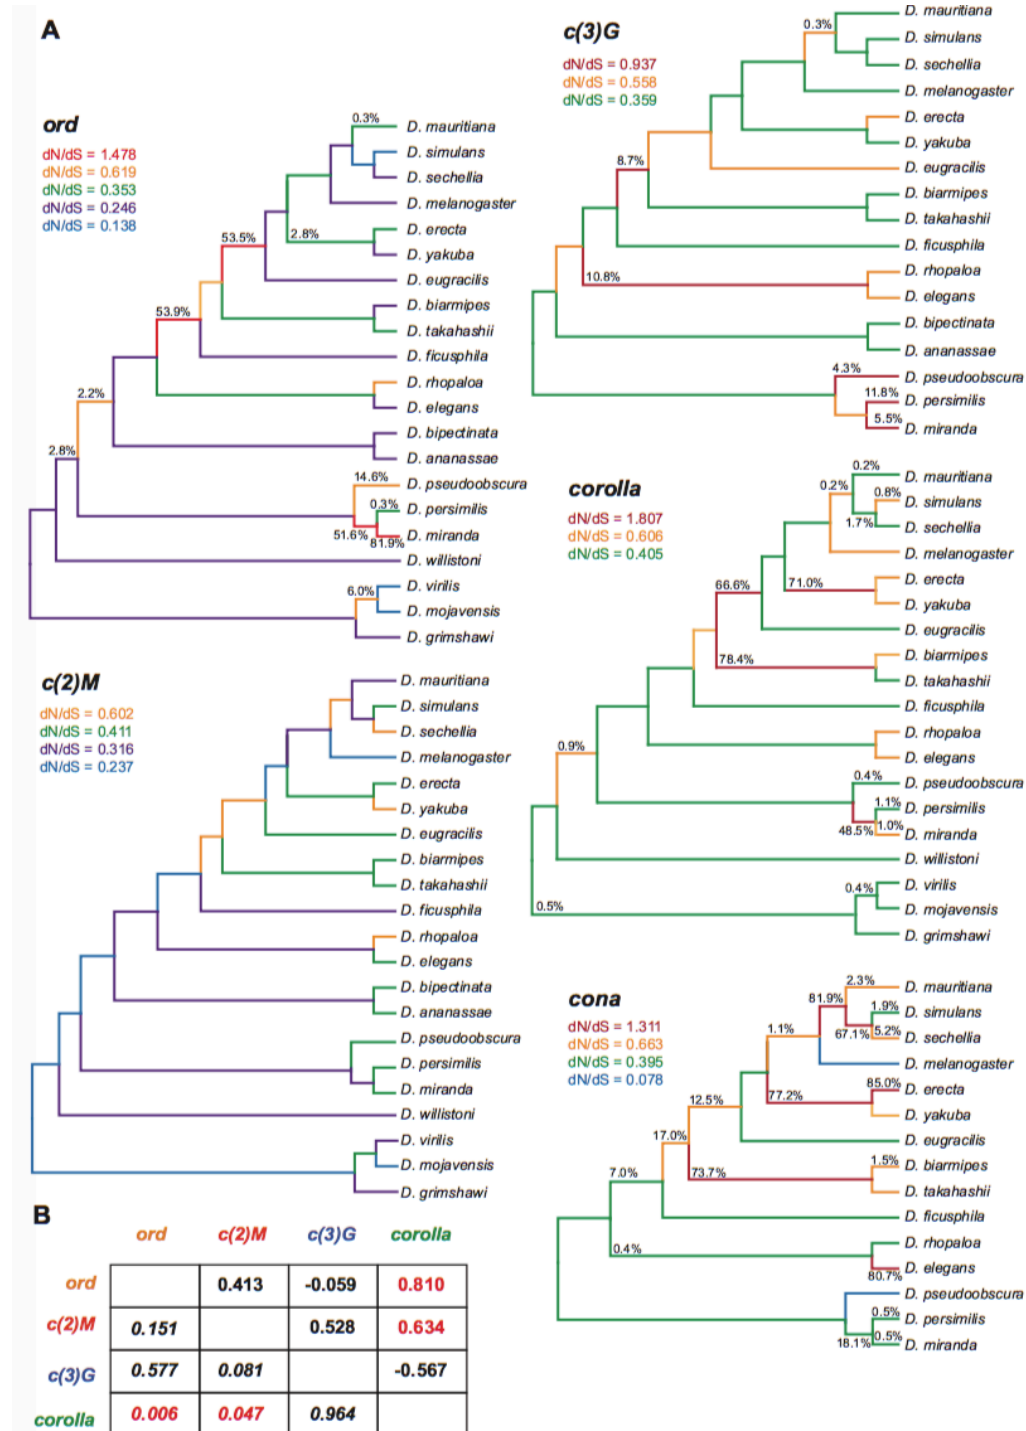 A
ord
dN/dS = 1.478
dN/dS = 0.619
dN/dS = 0.353
dN/dS = 0.246
dN/dS = 0.138
0.3%
D. mauritiana
D. simulans
D. sechellia
D. melanogaster
2.8%
D. erecta
D. yakuba
53.5%
D. eugracilis
D. biarmipes
D. takahashii
53.9%
D. ficusphila
D. rhopaloa
D. elegans
2.2%
D. bipectinata
D. ananassae
2.8%
14.6%
D. pseudoobscura
0.3%
D. persimilis
51.6%
81.9%
D. miranda
D. willistoni
6.0%
D. virilis
D. mojavensis
D. grimshawi
c(2)M
dN/dS = 0.602
dN/dS = 0.411
dN/dS = 0.316
dN/dS = 0.237
D. mauritiana
D. simulans
D. sechellia
D. melanogaster
D. erecta
D. yakuba
D. eugracilis
D. biarmipes
D. takahashii
D. ficusphila
D. rhopaloa
D. elegans
D. bipectinata
D. ananassae
D. pseudoobscura
D. persimilis
D. miranda
D. willistoni
D. virilis
D. mojavensis
D. grimshawi
c(3)G
dN/dS = 0.937
dN/dS = 0.558
dN/dS = 0.359
0.3%
D. mauritiana
D. simulans
D. sechellia
D. melanogaster
D. erecta
D. yakuba
8.7%
D. eugracilis
D. biarmipes
D. takahashii
D. ficusphila
10.8%
D. rhopaloa
D. elegans
D. bipectinata
D. ananassae
4.3%
D. pseudoobscura
11.8%
D. persimilis
5.5%
D. miranda
corolla
dN/dS = 1.807
dN/dS = 0.606
dN/dS = 0.405
0.2%
D. mauritiana
0.2%
0.8%
D. simulans
1.7%
D. sechellia
D. melanogaster
66.6%
71.0%
D. erecta
D. yakuba
D. eugracilis
78.4%
D. biarmipes
D. takahashii
D. ficusphila
D. rhopaloa
0.9%
D. elegans
0.4%
D. pseudoobscura
1.1%
D. persimilis
48.5%
1.0%
D. miranda
D. willistoni
0.4%
D. virilis
0.5%
D. mojavensis
D. grimshawi
cona
dN/dS = 1.311
dN/dS = 0.663
dN/dS = 0.395
dN/dS = 0.078
2.3%
D. mauritiana
81.9%
1.9%
D. simulans
67.1%
5.2%
D. sechellia
1.1%
D. melanogaster
77.2%
85.0%
D. erecta
12.5%
D. yakuba
17.0%
D. eugracilis
73.7%
1.5%
D. biarmipes
7.0%
D. takahashii
D. ficusphila
0.4%
D. rhopaloa
80.7%
D. elegans
D. pseudoobscura
0.5%
D. persimilis
18.1%
0.5%
D. miranda
B
ord c(2)M c(3)G corolla
ord 0.413 -0.059 0.810
c(2)M 0.151 0.528 0.634
c(3)G 0.577 0.081 -0.567
corolla 0.006 0.047 0.964